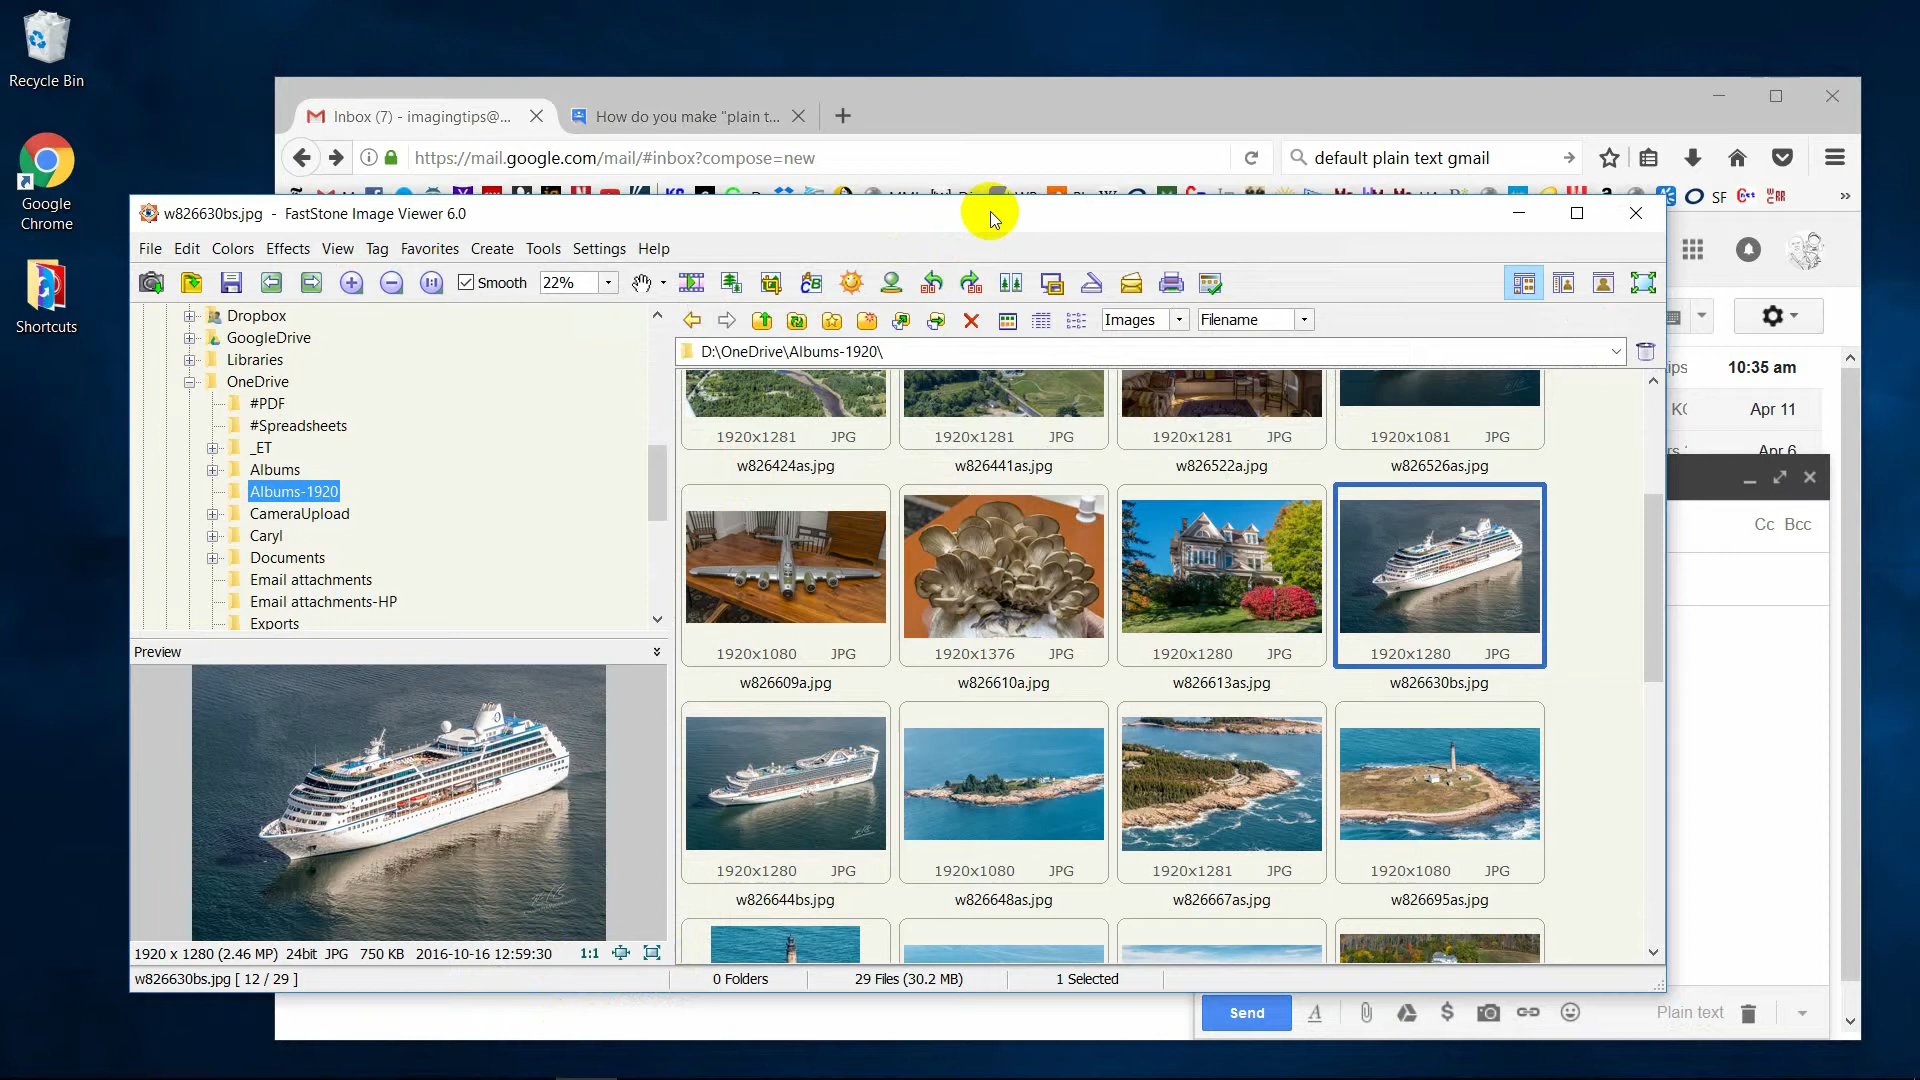 Recycle Bin
Google
Chrome
Shortcuts
Inbox (7) - imagingtips@...
How do you make "plain t...
https://mail.google.com/mail/#inbox?compose=new
default plain text gmail
SF
w826630bs.jpg - FastStone Image Viewer 6.0
File Edit Colors Effects View Tag Favorites Create Tools Settings Help
Smooth 22%
Images Filename
D:\OneDrive\Albums-1920\
Dropbox
GoogleDrive
Libraries
OneDrive
#PDF
#Spreadsheets
_ET
Albums
Albums-1920
CameraUpload
Caryl
Documents
Email attachments
Email attachments-HP
Exports
Preview
1920 x 1280 (2.46 MP) 24bit JPG 750 KB 2016-10-16 12:59:30 1:1
w826630bs.jpg [ 12 / 29 ]
1920x1281 JPG 1920x1281 JPG 1920x1281 JPG 1920x1081 JPG
w826424as.jpg w826441as.jpg w826522a.jpg w826526as.jpg
1920x1080 JPG 1920x1376 JPG 1920x1280 JPG 1920x1280 JPG
w826609a.jpg w826610a.jpg w826613as.jpg w826630bs.jpg
1920x1280 JPG 1920x1080 JPG 1920x1281 JPG 1920x1080 JPG
w826644bs.jpg w826648as.jpg w826667as.jpg w826695as.jpg
0 Folders 29 Files (30.2 MB) 1 Selected
10:35 am
Apr 11
Apr 6
Cc Bcc
Send
Plain text